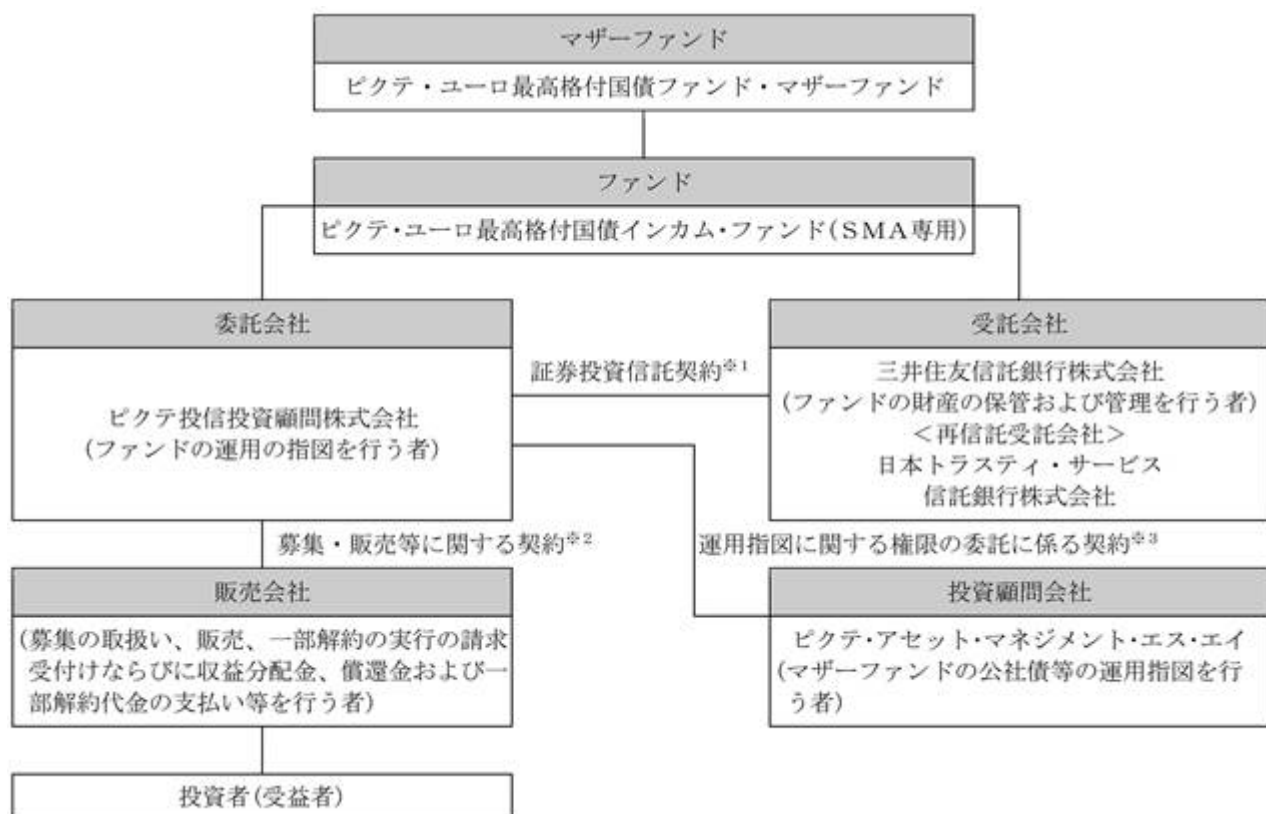 マザーファンド
ピクテ・ユーロ最高格付国債ファンド・マザーファンド
ファンド
ピクテ・ユーロ最高格付国債インカム・ファンド(SMA専用)
委託会社
ピクテ投信投資顧問株式会社
(ファンドの運用の指図を行う者)
証券投資信託契約※1
受託会社
三井住友信託銀行株式会社
(ファンドの財産の保管および管理を行う者)
<再信託受託会社>
日本トラスティ・サービス
信託銀行株式会社
募集・販売等に関する契約※2
運用指図に関する権限の委託に係る契約※3
販売会社
(募集の取扱い、販売、一部解約の実行の請求
受付けならびに収益分配金、償還金および一
部解約代金の支払い等を行う者)
投資顧問会社
ピクテ・アセット・マネジメント・エス・エイ
(マザーファンドの公社債等の運用指図を行
う者)
投資者(受益者)